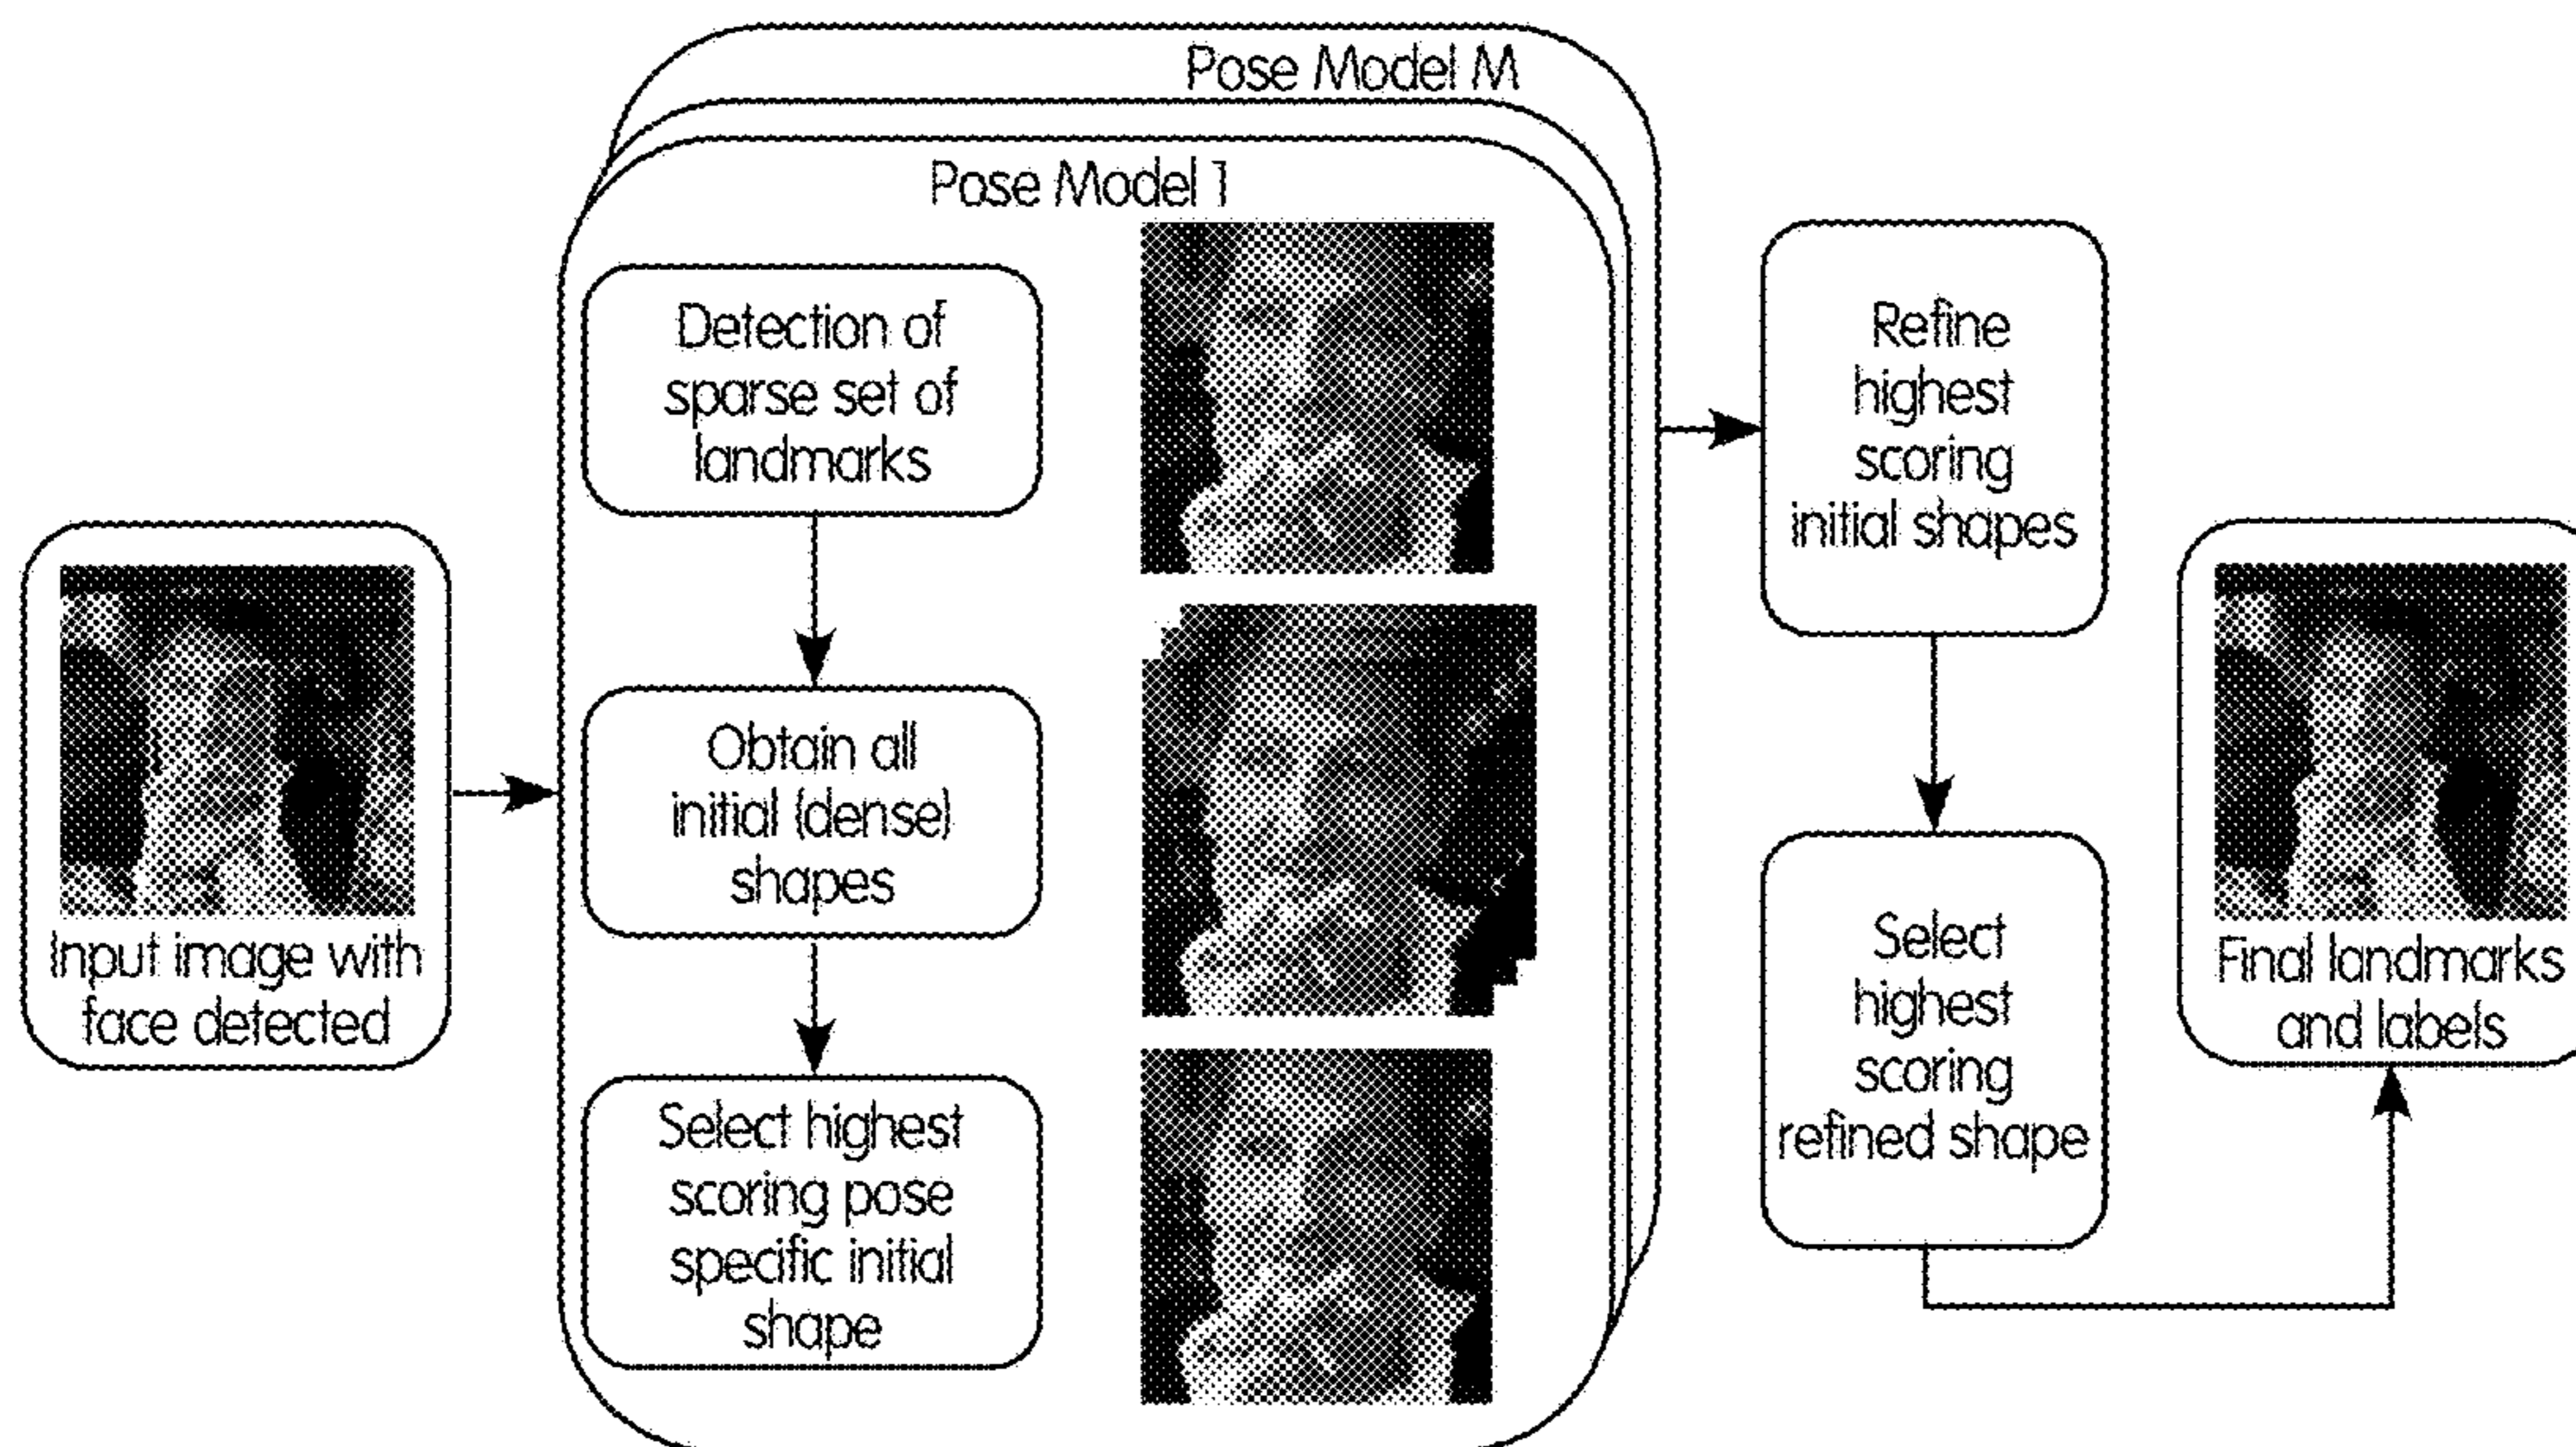 Pose Model M
Pose Model 1
Input image with
face detected
Detection of
sparse set of
landmarks
Obtain all
initial (dense)
shapes
Select highest
scoring pose
specific initial
shape
Refine
highest
scoring
initial shapes
Select
highest
scoring
refined shape
Final landmarks
and labels